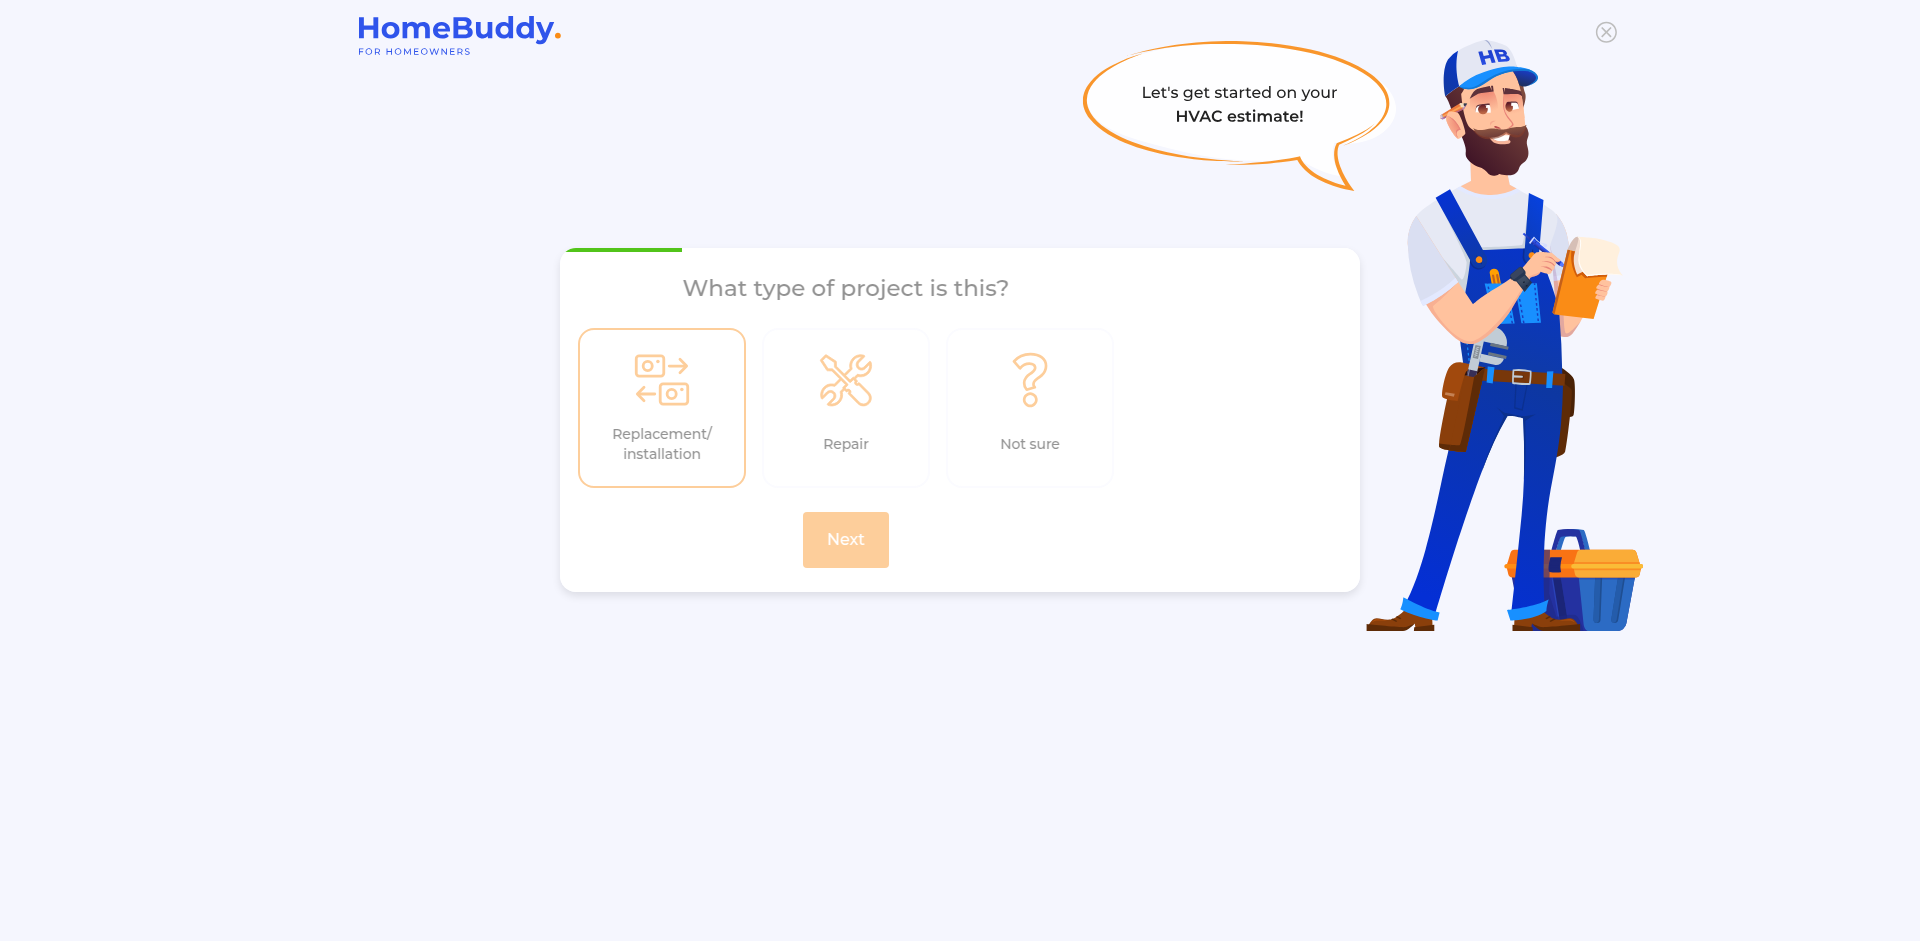 HomeBuddy.
FOR HOMEOWNERS
Let's get started on your
HVAC estimate!
HB
What type of project is this?
Replacement/
installation
Repair
Not sure
Next